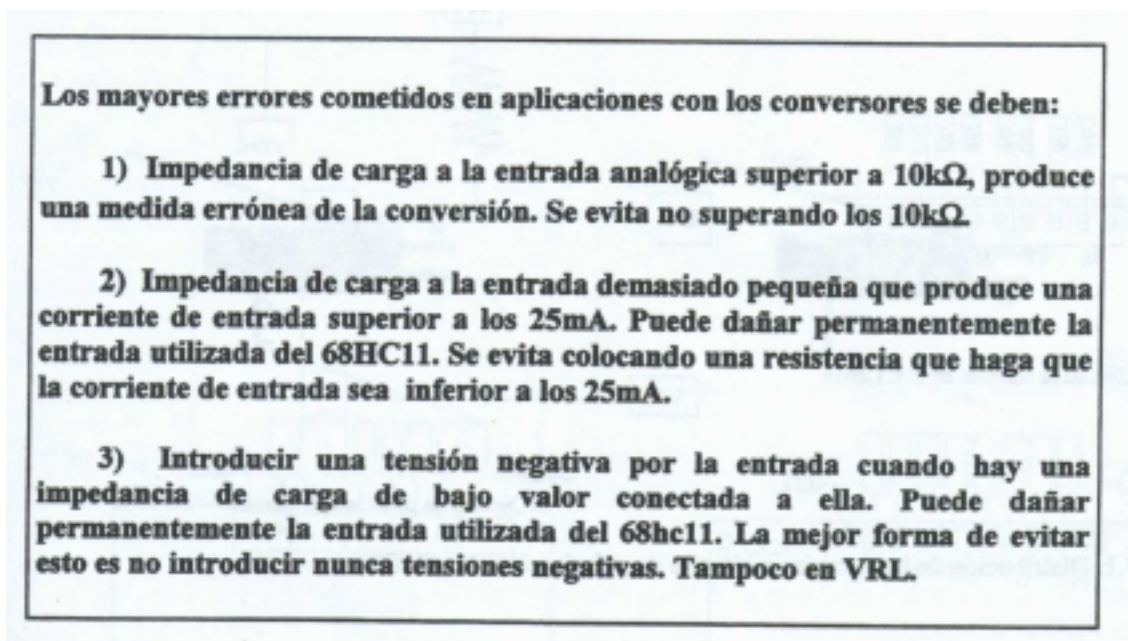 Los mayores errores cometidos en aplicaciones con los conversores se deben:
1) Impedancia de carga a la entrada analógica superior a 10kΩ, produce
una medida errónea de la conversión. Se evita no superando los 10kΩ.
2) Impedancia de carga a la entrada demasiado pequeña que produce una
corriente de entrada superior a los 25mA. Puede dañar permanentemente la
entrada utilizada del 68HC11. Se evita colocando una resistencia que haga que
la corriente de entrada sea inferior a los 25mA.
3) Introducir una tensión negativa por la entrada cuando hay una
impedancia de carga de bajo valor conectada a ella. Puede dañar
permanentemente la entrada utilizada del 68hc11. La mejor forma de evitar
esto es no introducir nunca tensiones negativas. Tampoco en VRL.